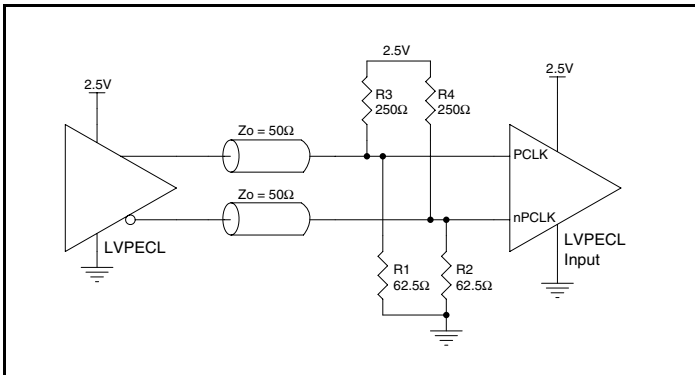 2.5V
2.5V
2.5V
R3
250Ω
R4
250Ω
Zo = 50Ω
PCLK
Zo = 50Ω
nPCLK
LVPECL
LVPECL
Input
R1
62.5Ω
R2
62.5Ω